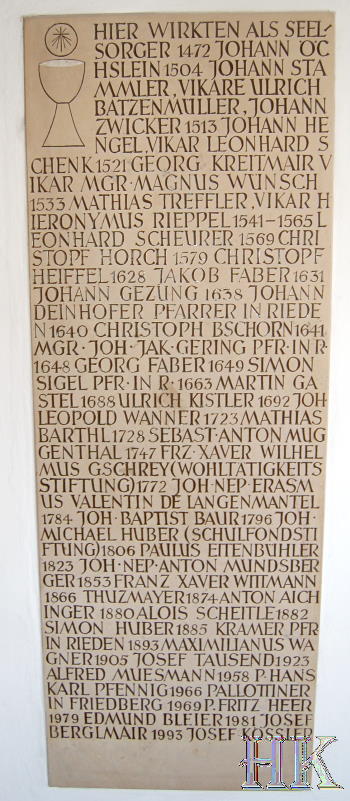 HIER WIRKTEN ALS SEEL-
SORGER 1472 JOHANN ÖC
HSLEIN 1504 JOHANN STA
MMLER, VIKARE ULRICH
BATZENMÜLLER, JOHANN
ZWICKER 1513 JOHANN HE
NGEL, VIKAR LEONHARD S
CHENK 1521 GEORG KREITMAIR V
IKAR MGR · MAGNUS WUNSCH
1533 MATHIAS TREFFLER, VIKAR H
IERONYMUS RIEPPEL 1541-1565 L
EONHARD SCHEURER 1569 CHRI
STOPF HORCH 1579 CHRISTOPF
HEIFFEL 1628 JAKOB FABER 1631
JOHANN GEZUNG 1638 JOHANN
DEINHOFER PFARRER IN RIEDE
N 1640 CHRISTOPH BSCHORN 1641
MGR · JOH · JAK · GERING PFR · IN R ·
1648 GEORG FABER 1649 SIMON
SIGEL PFR · IN R · 1663 MARTIN GA
STEL 1688 ULRICH KISTLER 1692 JOH ·
LEOPOLD WANNER 1723 MATHIAS
BARTHL 1728 SEBAST · ANTON MUG
GENTHAL 1747 FRZ · XAVER WILHEL
MUS GSCHREY (WOHLTÄTIGKEITS
STIFTUNG) 1772 JOH · NEP · ERASM
US VALENTIN DE LANGENMANTEL
1784 JOH · BAPTIST BAUR 1796 JOH ·
MICHAEL HUBER (SCHULFONDSTI
FTUNG) 1806 PAULUS EITENBÜHLER
1823 JOH · NEP · ANTON MUNDSBER
GER 1853 FRANZ XAVER WITTMANN
1866 THUZMAYER 1874 ANTON AICH
INGER 1880 ALOIS SCHEITLE 1882
SIMON HUBER 1885 KRAMER PFR
IN RIEDEN 1893 MAXIMILIANUS WA
GNER 1905 JOSEF TAUSEND 1923
ALFRED MUESMANN 1958 P · HANS
KARL PFENNIG 1966 PALLOTTINER
IN FRIEDBERG 1969 P. FRITZ HEER
1979 EDMUND BLEIER 1981 JOSEF
BERGLMAIR 1993 JOSEF KÖSSLER
HK